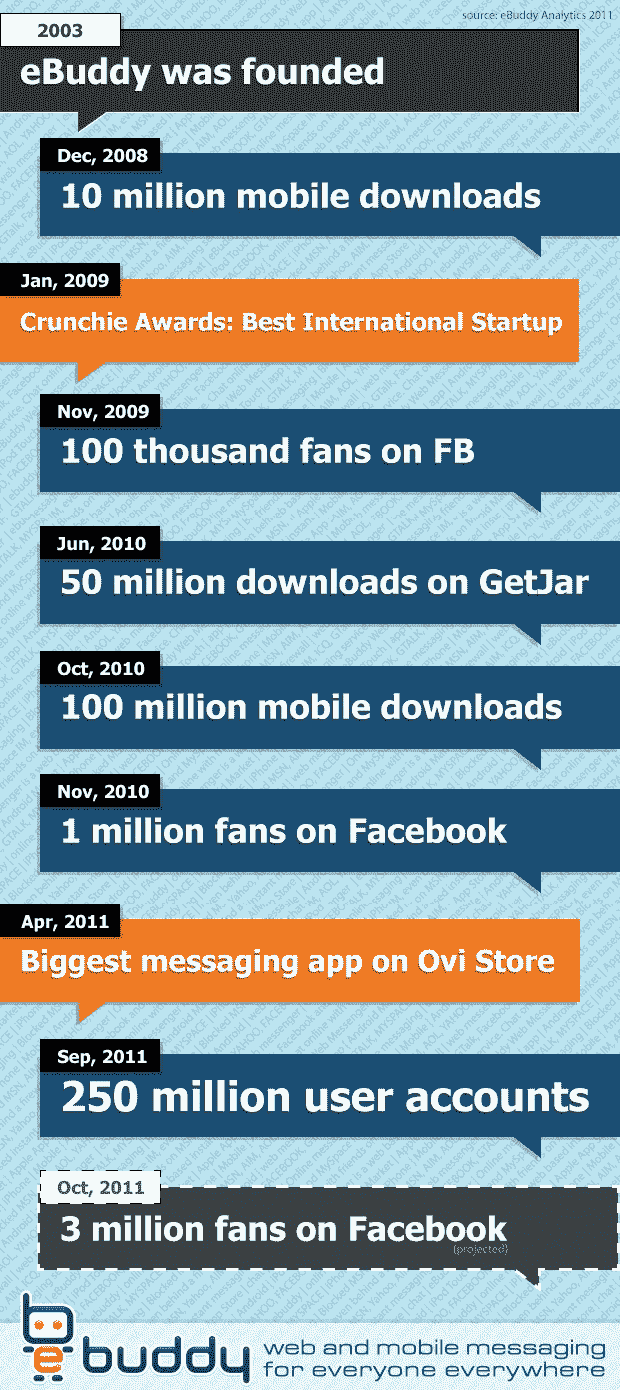 source: eBuddy Analytics 2011
2003
eBuddy was founded
Dec, 2008
10 million mobile downloads
Jan, 2009
Crunchie Awards: Best International Startup
Nov, 2009
100 thousand fans on FB
Jun, 2010
50 million downloads on GetJar
Oct, 2010
100 million mobile downloads
Nov, 2010
1 million fans on Facebook
Apr, 2011
Biggest messaging app on Ovi Store
Sep, 2011
250 million user accounts
Oct, 2011
3 million fans on Facebook
(projected)
ebuddy web and mobile messaging
for everyone everywhere